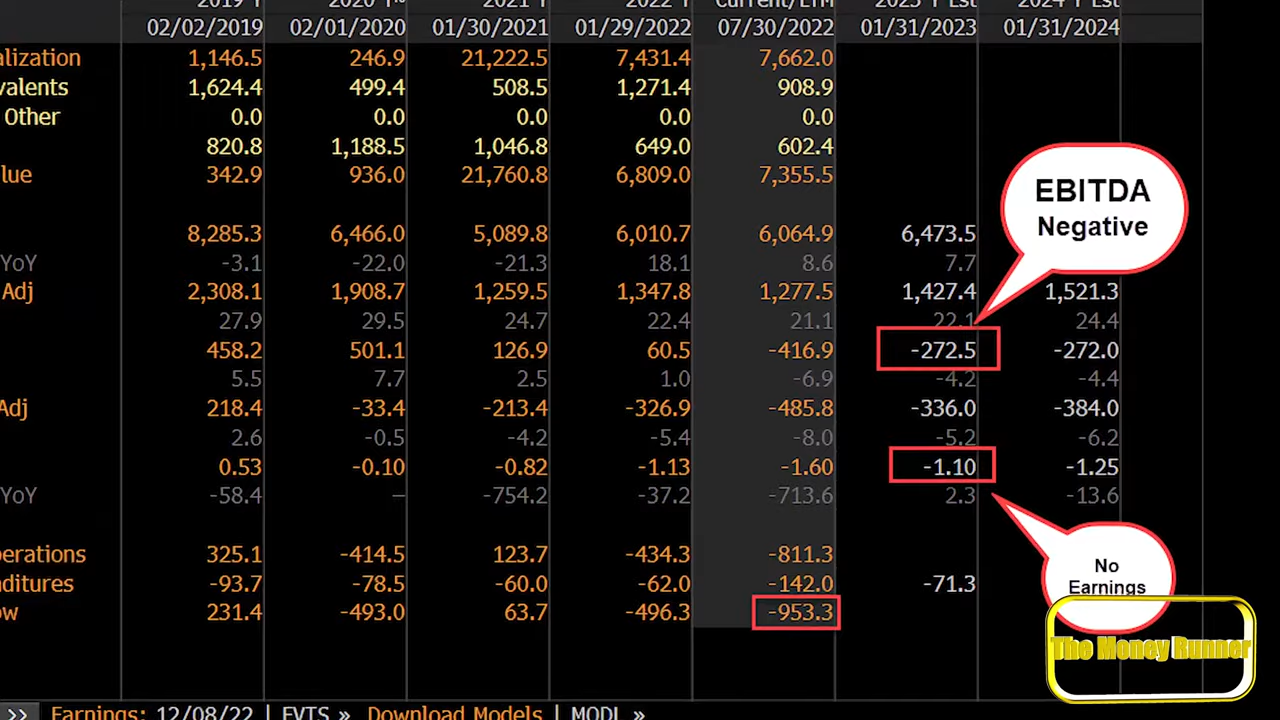 2019 Y 2020 Y 2021 Y 2022 Y Current/LTM 2023 Y Est 2024 Y Est
02/02/2019 02/01/2020 01/30/2021 01/29/2022 07/30/2022 01/31/2023 01/31/2024
alization 1,146.5 246.9 21,222.5 7,431.4 7,662.0
valents 1,624.4 499.4 508.5 1,271.4 908.9
Other 0.0 0.0 0.0 0.0 0.0
820.8 1,188.5 1,046.8 649.0 602.4
lue 342.9 936.0 21,760.8 6,809.0 7,355.5
EBITDA
Negative
8,285.3 6,466.0 5,089.8 6,010.7 6,064.9 6,473.5
YoY -3.1 -22.0 -21.3 18.1 8.6 7.7
Adj 2,308.1 1,908.7 1,259.5 1,347.8 1,277.5 1,427.4 1,521.3
27.9 29.5 24.7 22.4 21.1 22.1 24.4
458.2 501.1 126.9 60.5 -416.9 -272.5 -272.0
5.5 7.7 2.5 1.0 -6.9 -4.2 -4.4
Adj 218.4 -33.4 -213.4 -326.9 -485.8 -336.0 -384.0
2.6 -0.5 -4.2 -5.4 -8.0 -5.2 -6.2
0.53 -0.10 -0.82 -1.13 -1.60 -1.10 -1.25
YoY -58.4 — -754.2 -37.2 -713.6 2.3 -13.6
perations 325.1 -414.5 123.7 -434.3 -811.3
nditures -93.7 -78.5 -60.0 -62.0 -142.0 -71.3
ow 231.4 -493.0 63.7 -496.3 -953.3
No
Earnings
The Money Runner
>> Earnings: 12/08/22 | EVTS » Download Models | MODL »